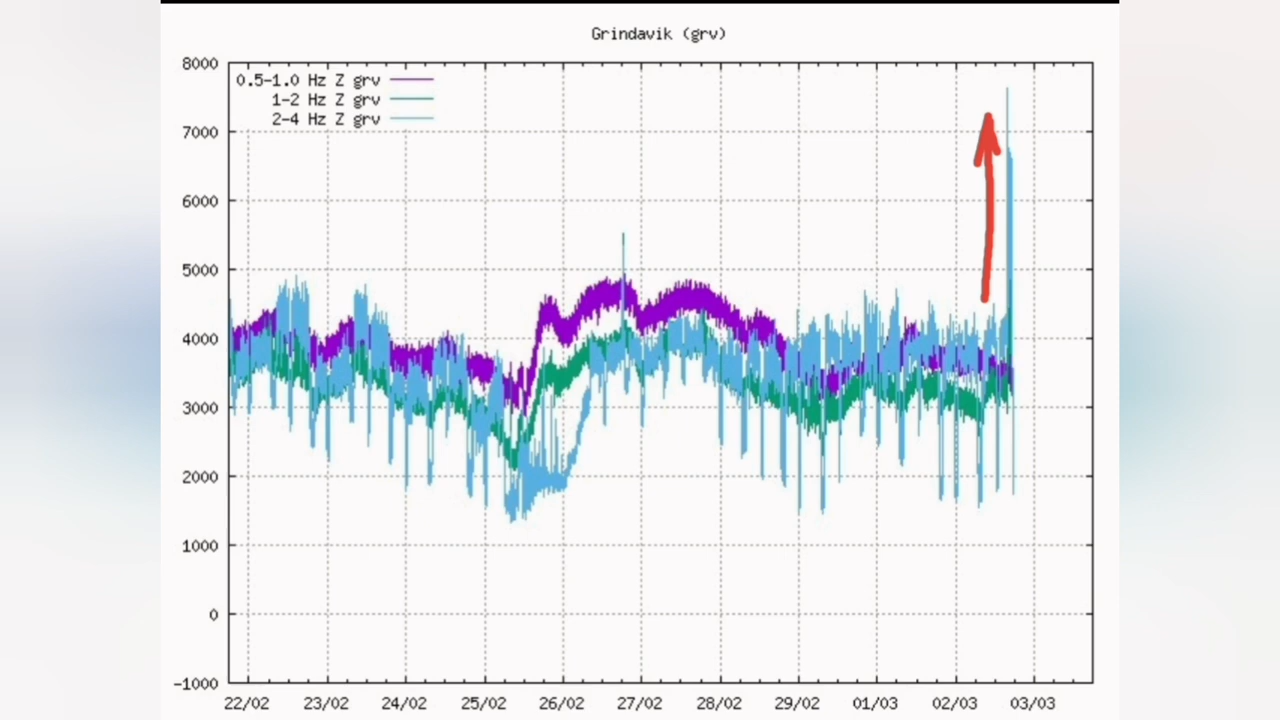 Grindavik (grv)
8000
0.5-1.0 Hz Z grv
1-2 Hz Z grv
2-4 Hz Z grv
7000
6000
5000
4000
3000
2000
1000
0
-1000
22/02 23/02 24/02 25/02 26/02 27/02 28/02 29/02 01/03 02/03 03/03